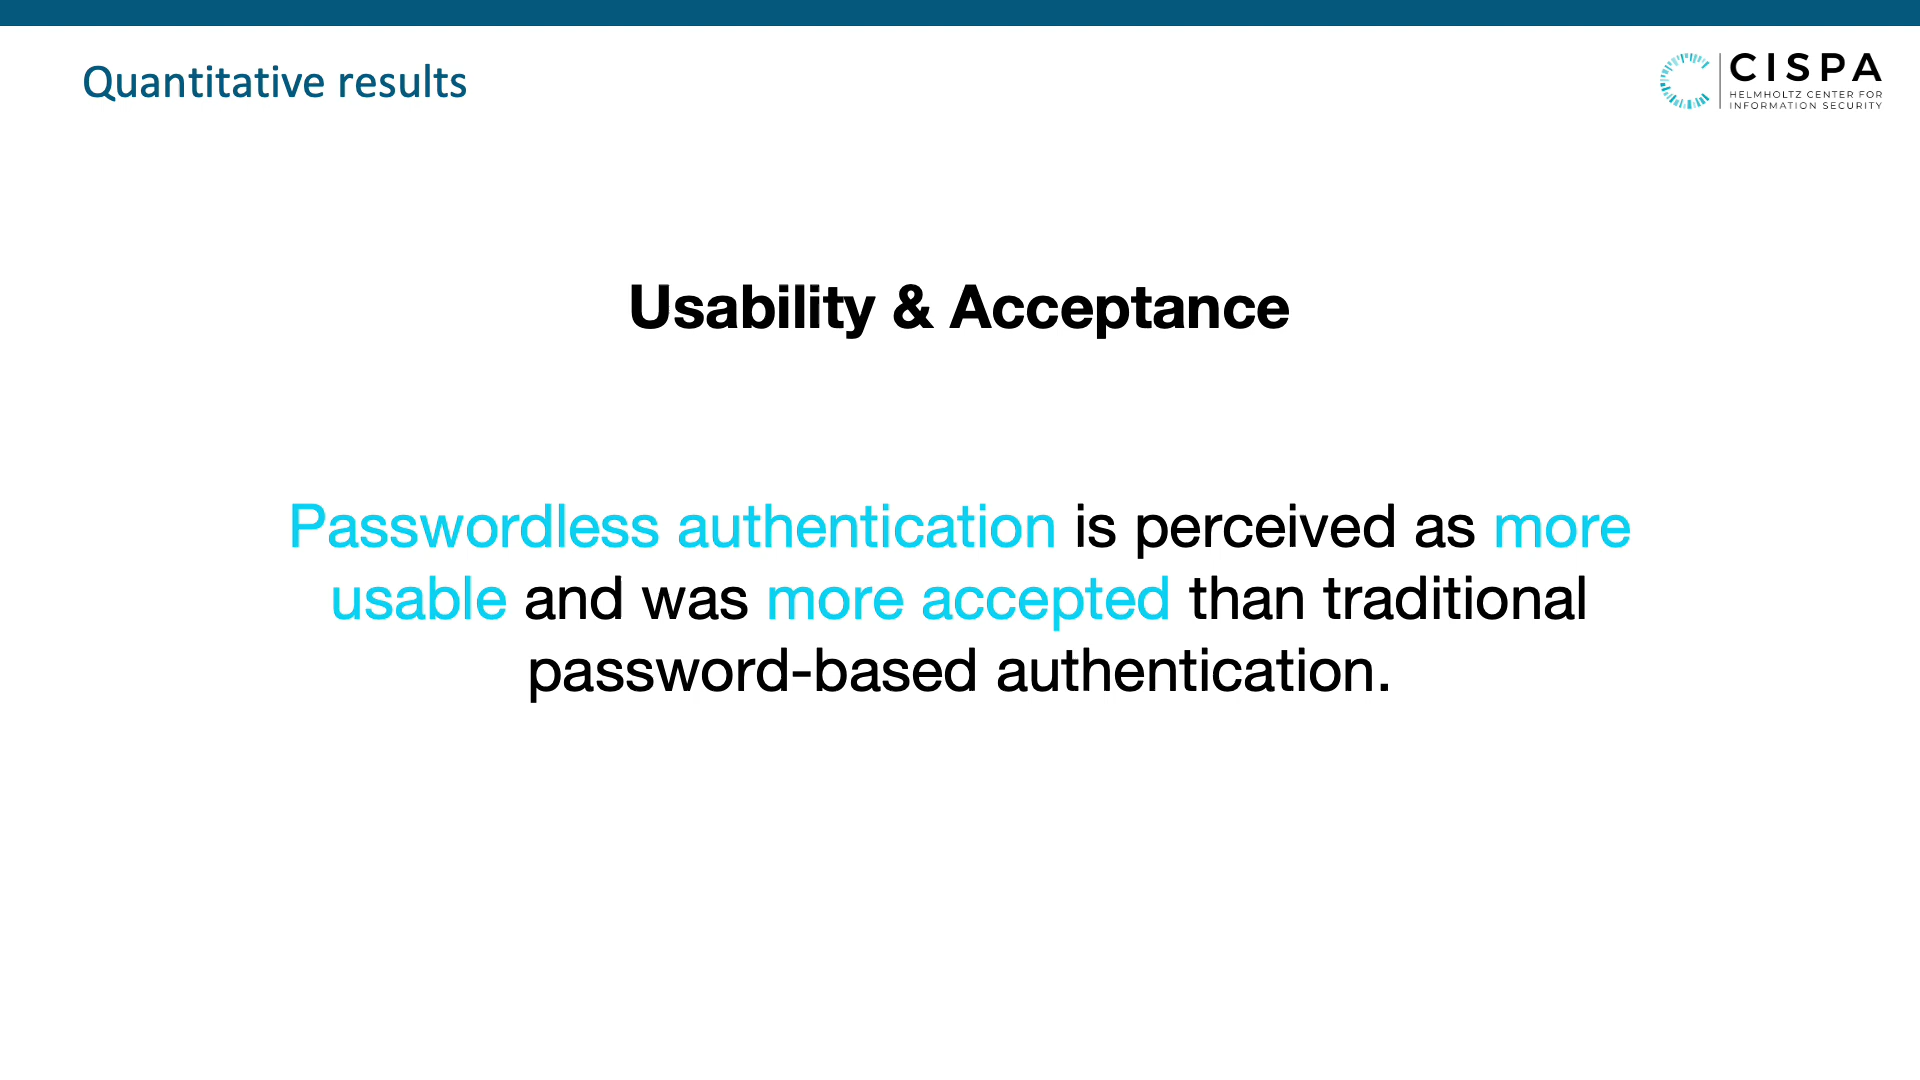 Quantitative results
CISPA
HELMHOLTZ CENTER FOR
INFORMATION SECURITY
Usability & Acceptance
Passwordless authentication is perceived as more
usable and was more accepted than traditional
password-based authentication.